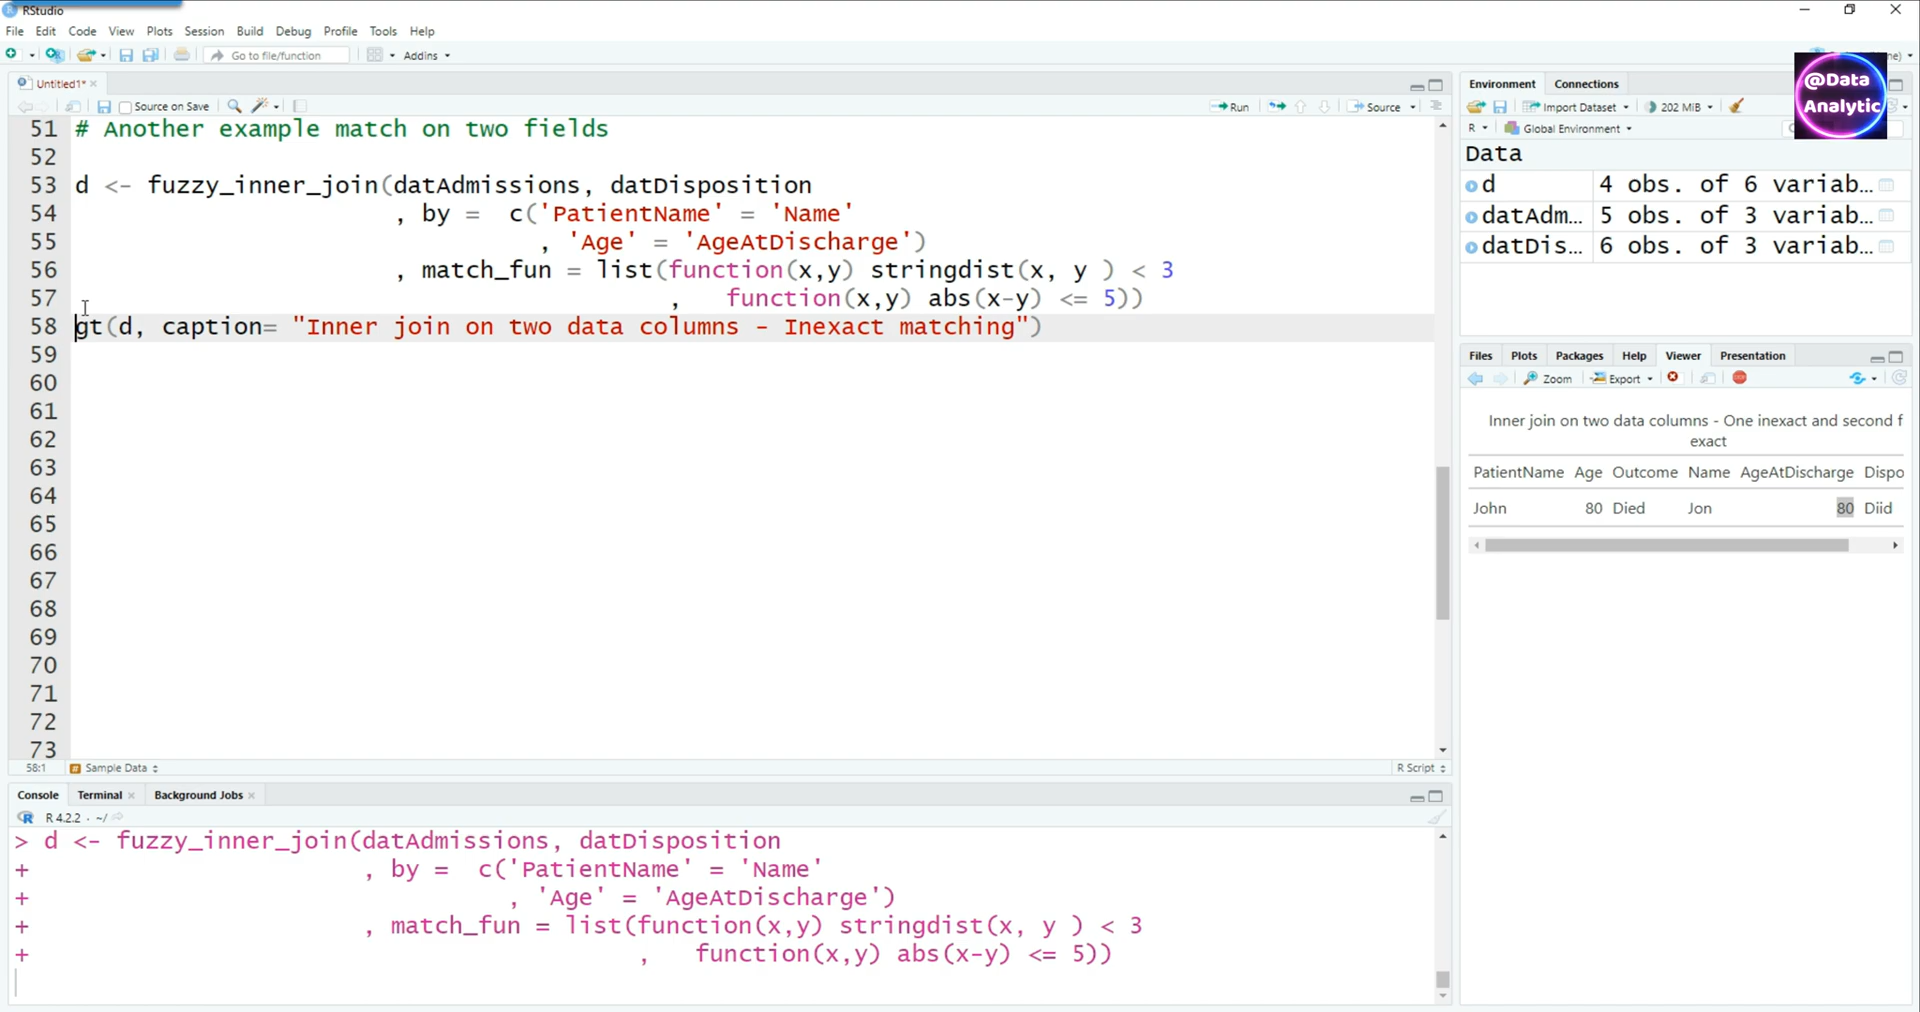 RStudio
File Edit Code View Plots Session Build Debug Profile Tools Help
Go to file/function Addins
Untitled1*
Source on Save Run Source
51 # Another example match on two fields
52
53 d <- fuzzy_inner_join(datAdmissions, datDisposition
54 , by = c('PatientName' = 'Name'
55 , 'Age' = 'AgeAtDischarge')
56 , match_fun = list(function(x,y) stringdist(x, y ) < 3
57 , function(x,y) abs(x-y) <= 5))
58 gt(d, caption= "Inner join on two data columns - Inexact matching")
59
60
61
62
63
64
65
66
67
68
69
70
71
72
73
58:1 Sample Data R Script
Console Terminal Background Jobs
R 4.2.2 · ~/
> d <- fuzzy_inner_join(datAdmissions, datDisposition
+ , by = c('PatientName' = 'Name'
+ , 'Age' = 'AgeAtDischarge')
+ , match_fun = list(function(x,y) stringdist(x, y ) < 3
+ , function(x,y) abs(x-y) <= 5))
@Data
Analytic
Environment Connections
Import Dataset 202 MiB
R Global Environment
Data
d 4 obs. of 6 variab...
datAdm... 5 obs. of 3 variab...
datDis... 6 obs. of 3 variab...
Files Plots Packages Help Viewer Presentation
Zoom Export
Inner join on two data columns - One inexact and second f
exact
PatientName Age Outcome Name AgeAtDischarge Dispo
John 80 Died Jon 80 Diid